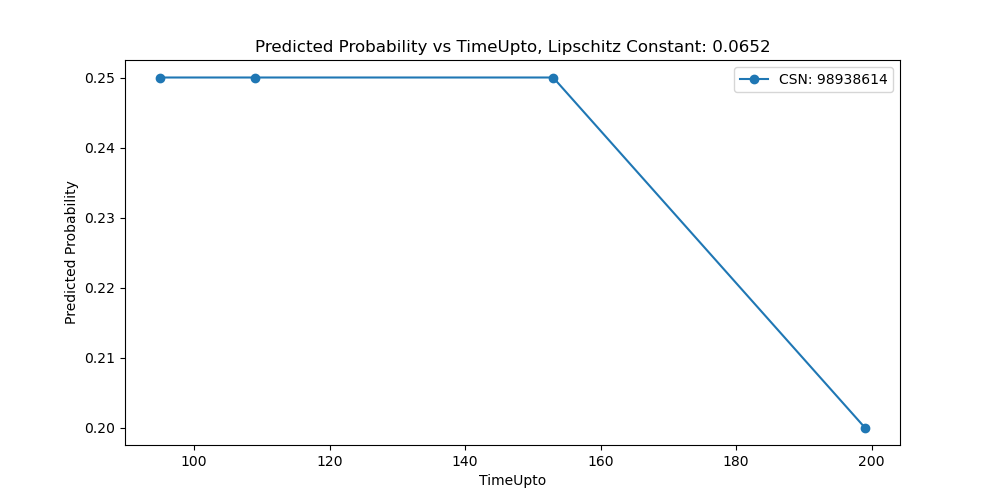 Predicted Probability vs TimeUpto, Lipschitz Constant: 0.0652
CSN: 98938614
Predicted Probability
0.25
0.24
0.23
0.22
0.21
0.20
100 120 140 160 180 200
TimeUpto